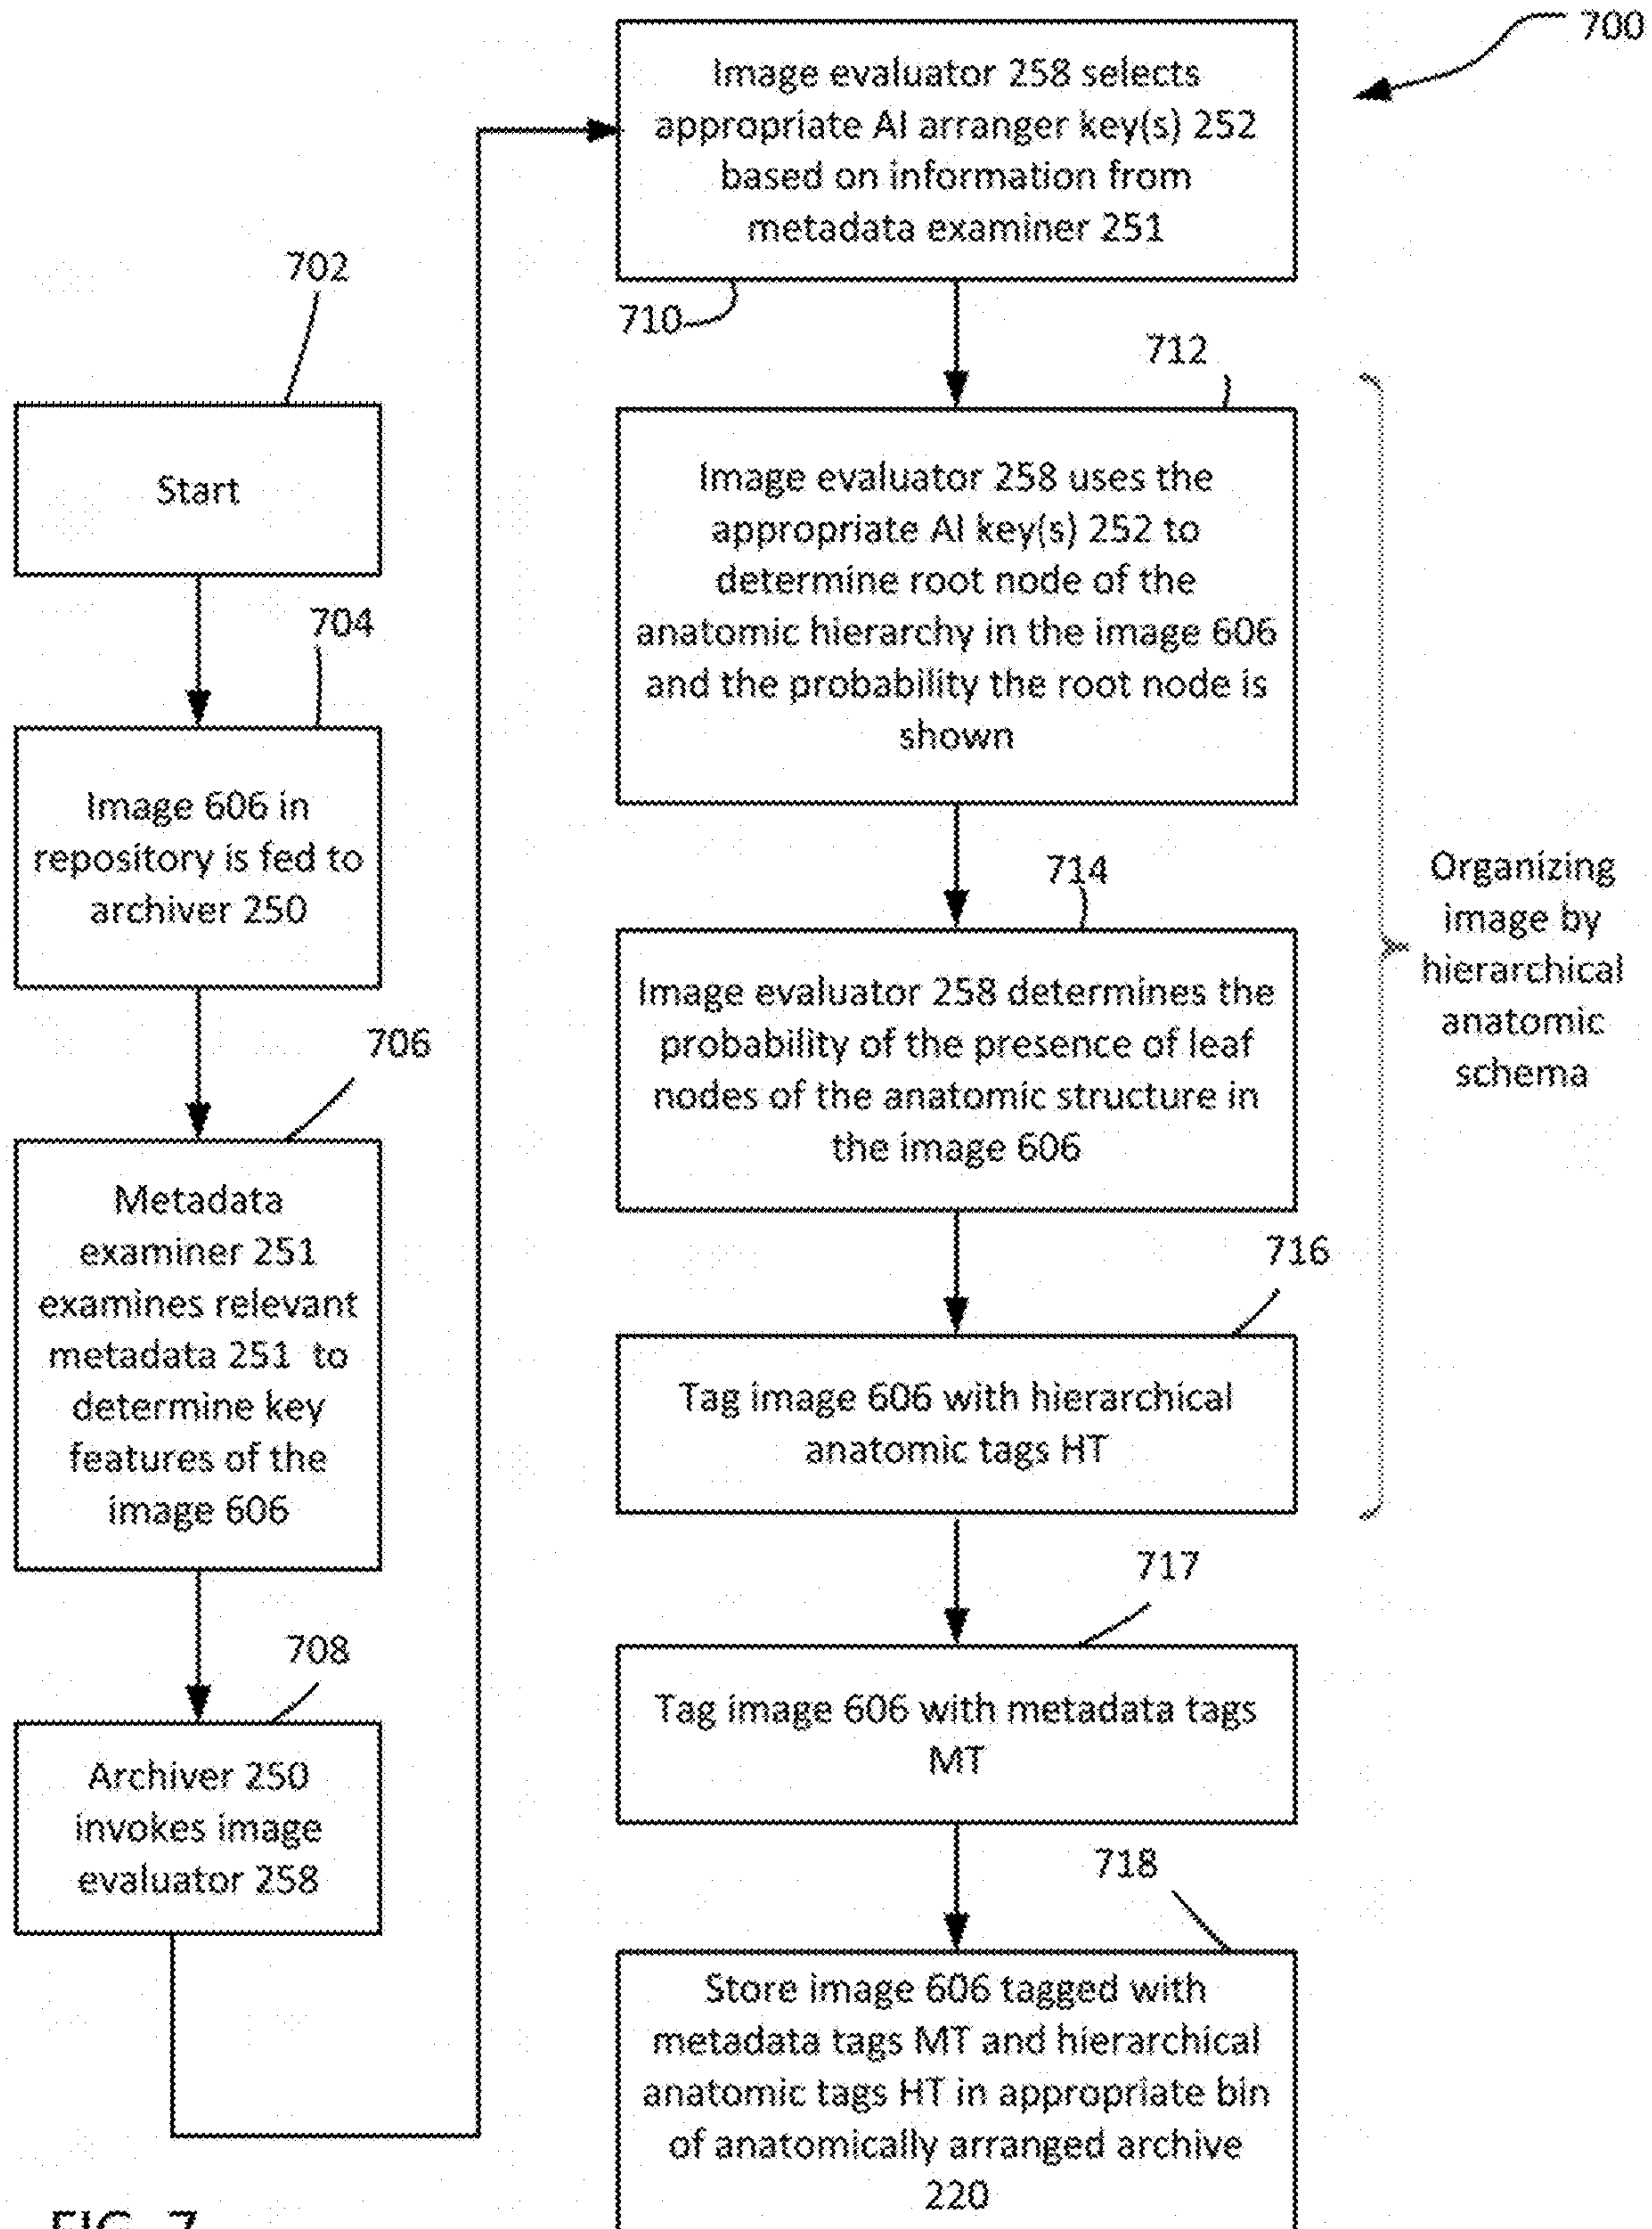 700
702
Start
704
Image 606 in
repository is fed to
archiver 250
706
Metadata
examiner 251
examines relevant
metadata 251 to
determine key
features of the
image 606
708
Archiver 250
invokes image
evaluator 258
Image evaluator 258 selects
appropriate AI arranger key(s) 252
based on information from
metadata examiner 251
710
712
Image evaluator 258 uses the
appropriate AI key(s) 252 to
determine root node of the
anatomic hierarchy in the image 606
and the probability the root node is
shown
714
Image evaluator 258 determines the
probability of the presence of leaf
nodes of the anatomic structure in
the image 606
716
Tag image 606 with hierarchical
anatomic tags HT
Organizing
image by
hierarchical
anatomic
schema
717
Tag image 606 with metadata tags
MT
718
Store image 606 tagged with
metadata tags MT and hierarchical
anatomic tags HT in appropriate bin
of anatomically arranged archive
220
FIG. 7